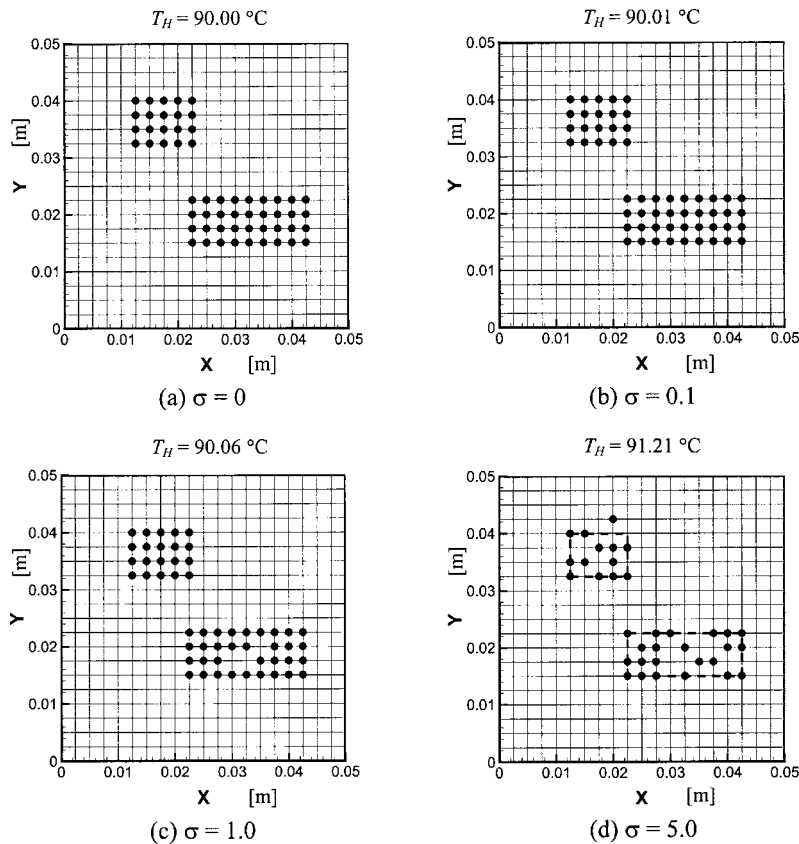 T_H = 90.00 °C
T_H = 90.01 °C
0.05
0.04
0.03
0.02
0.01
0
Y [m]
0 0.01 0.02 0.03 0.04 0.05
X [m]
(a) σ = 0
0.05
0.04
0.03
0.02
0.01
0
Y [m]
0 0.01 0.02 0.03 0.04 0.05
X [m]
(b) σ = 0.1
T_H = 90.06 °C
T_H = 91.21 °C
0.05
0.04
0.03
0.02
0.01
0
Y [m]
0 0.01 0.02 0.03 0.04 0.05
X [m]
(c) σ = 1.0
0.05
0.04
0.03
0.02
0.01
0
Y [m]
0 0.01 0.02 0.03 0.04 0.05
X [m]
(d) σ = 5.0